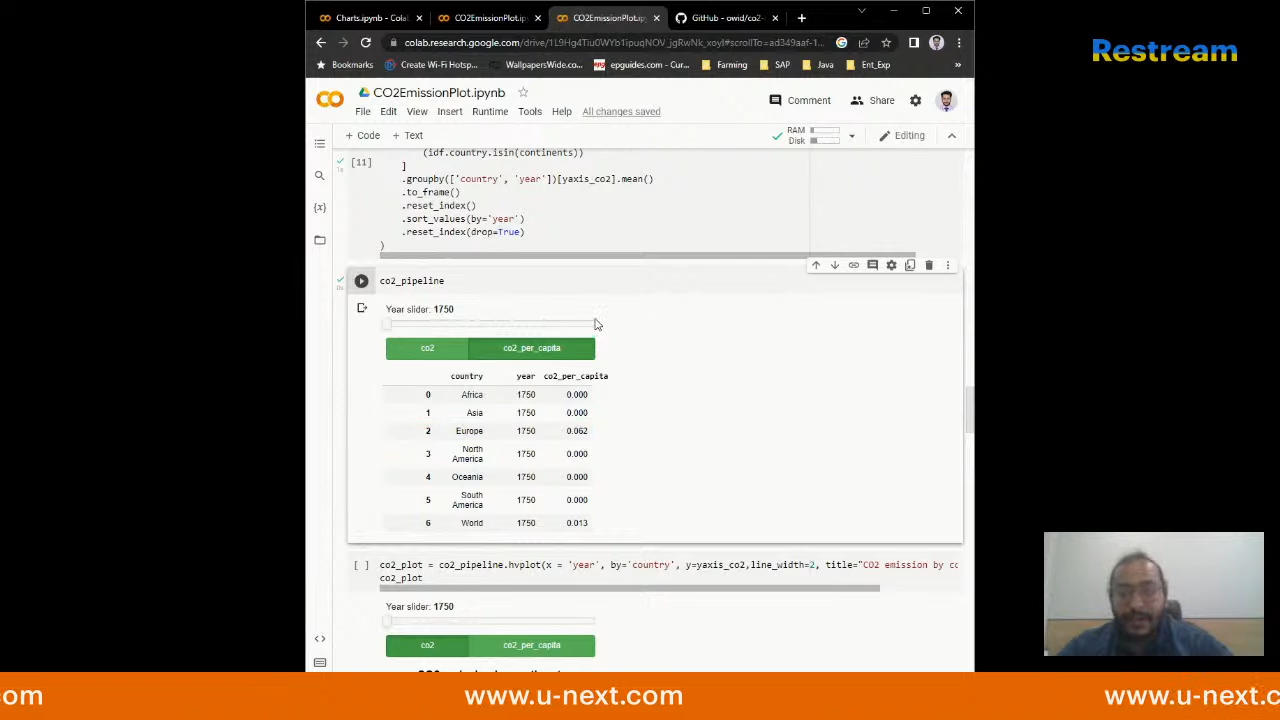 Charts.ipynb - Cola
CO2EmissionPlot.ip
CO2EmissionPlot.ip
GitHub - owid/co2-
Restream
colab.research.google.com/drive/1L9Hg4Tiu0WYb1ipuqNOV_jgRwNk_xoyI#scrollTo=ad349aaf-1...
Bookmarks
Create Wi-Fi Hotsp...
WallpapersWide.co...
epguides.com - Cur...
Farming
SAP
Java
Ent_Exp
»
CO
CO2EmissionPlot.ipynb
Comment
Share
File Edit View Insert Runtime Tools Help All changes saved
+ Code + Text
RAM
Disk
Editing
(idf.country.isin(continents))
[11]
]
.groupby(['country', 'year'])[yaxis_co2].mean()
.to_frame()
.reset_index()
.sort_values(by='year')
.reset_index(drop=True)
)
co2_pipeline
Year slider: 1750
co2 co2_per_capita
country year co2_per_capita
0 Africa 1750 0.000
1 Asia 1750 0.000
2 Europe 1750 0.062
3 North America 1750 0.000
4 Oceania 1750 0.000
5 South America 1750 0.000
6 World 1750 0.013
[ ] co2_plot = co2_pipeline.hvplot(x = 'year', by='country', y=yaxis_co2,line_width=2, title="CO2 emission by co
co2_plot
Year slider: 1750
co2 co2_per_capita
com www.u-next.com www.u-next.c